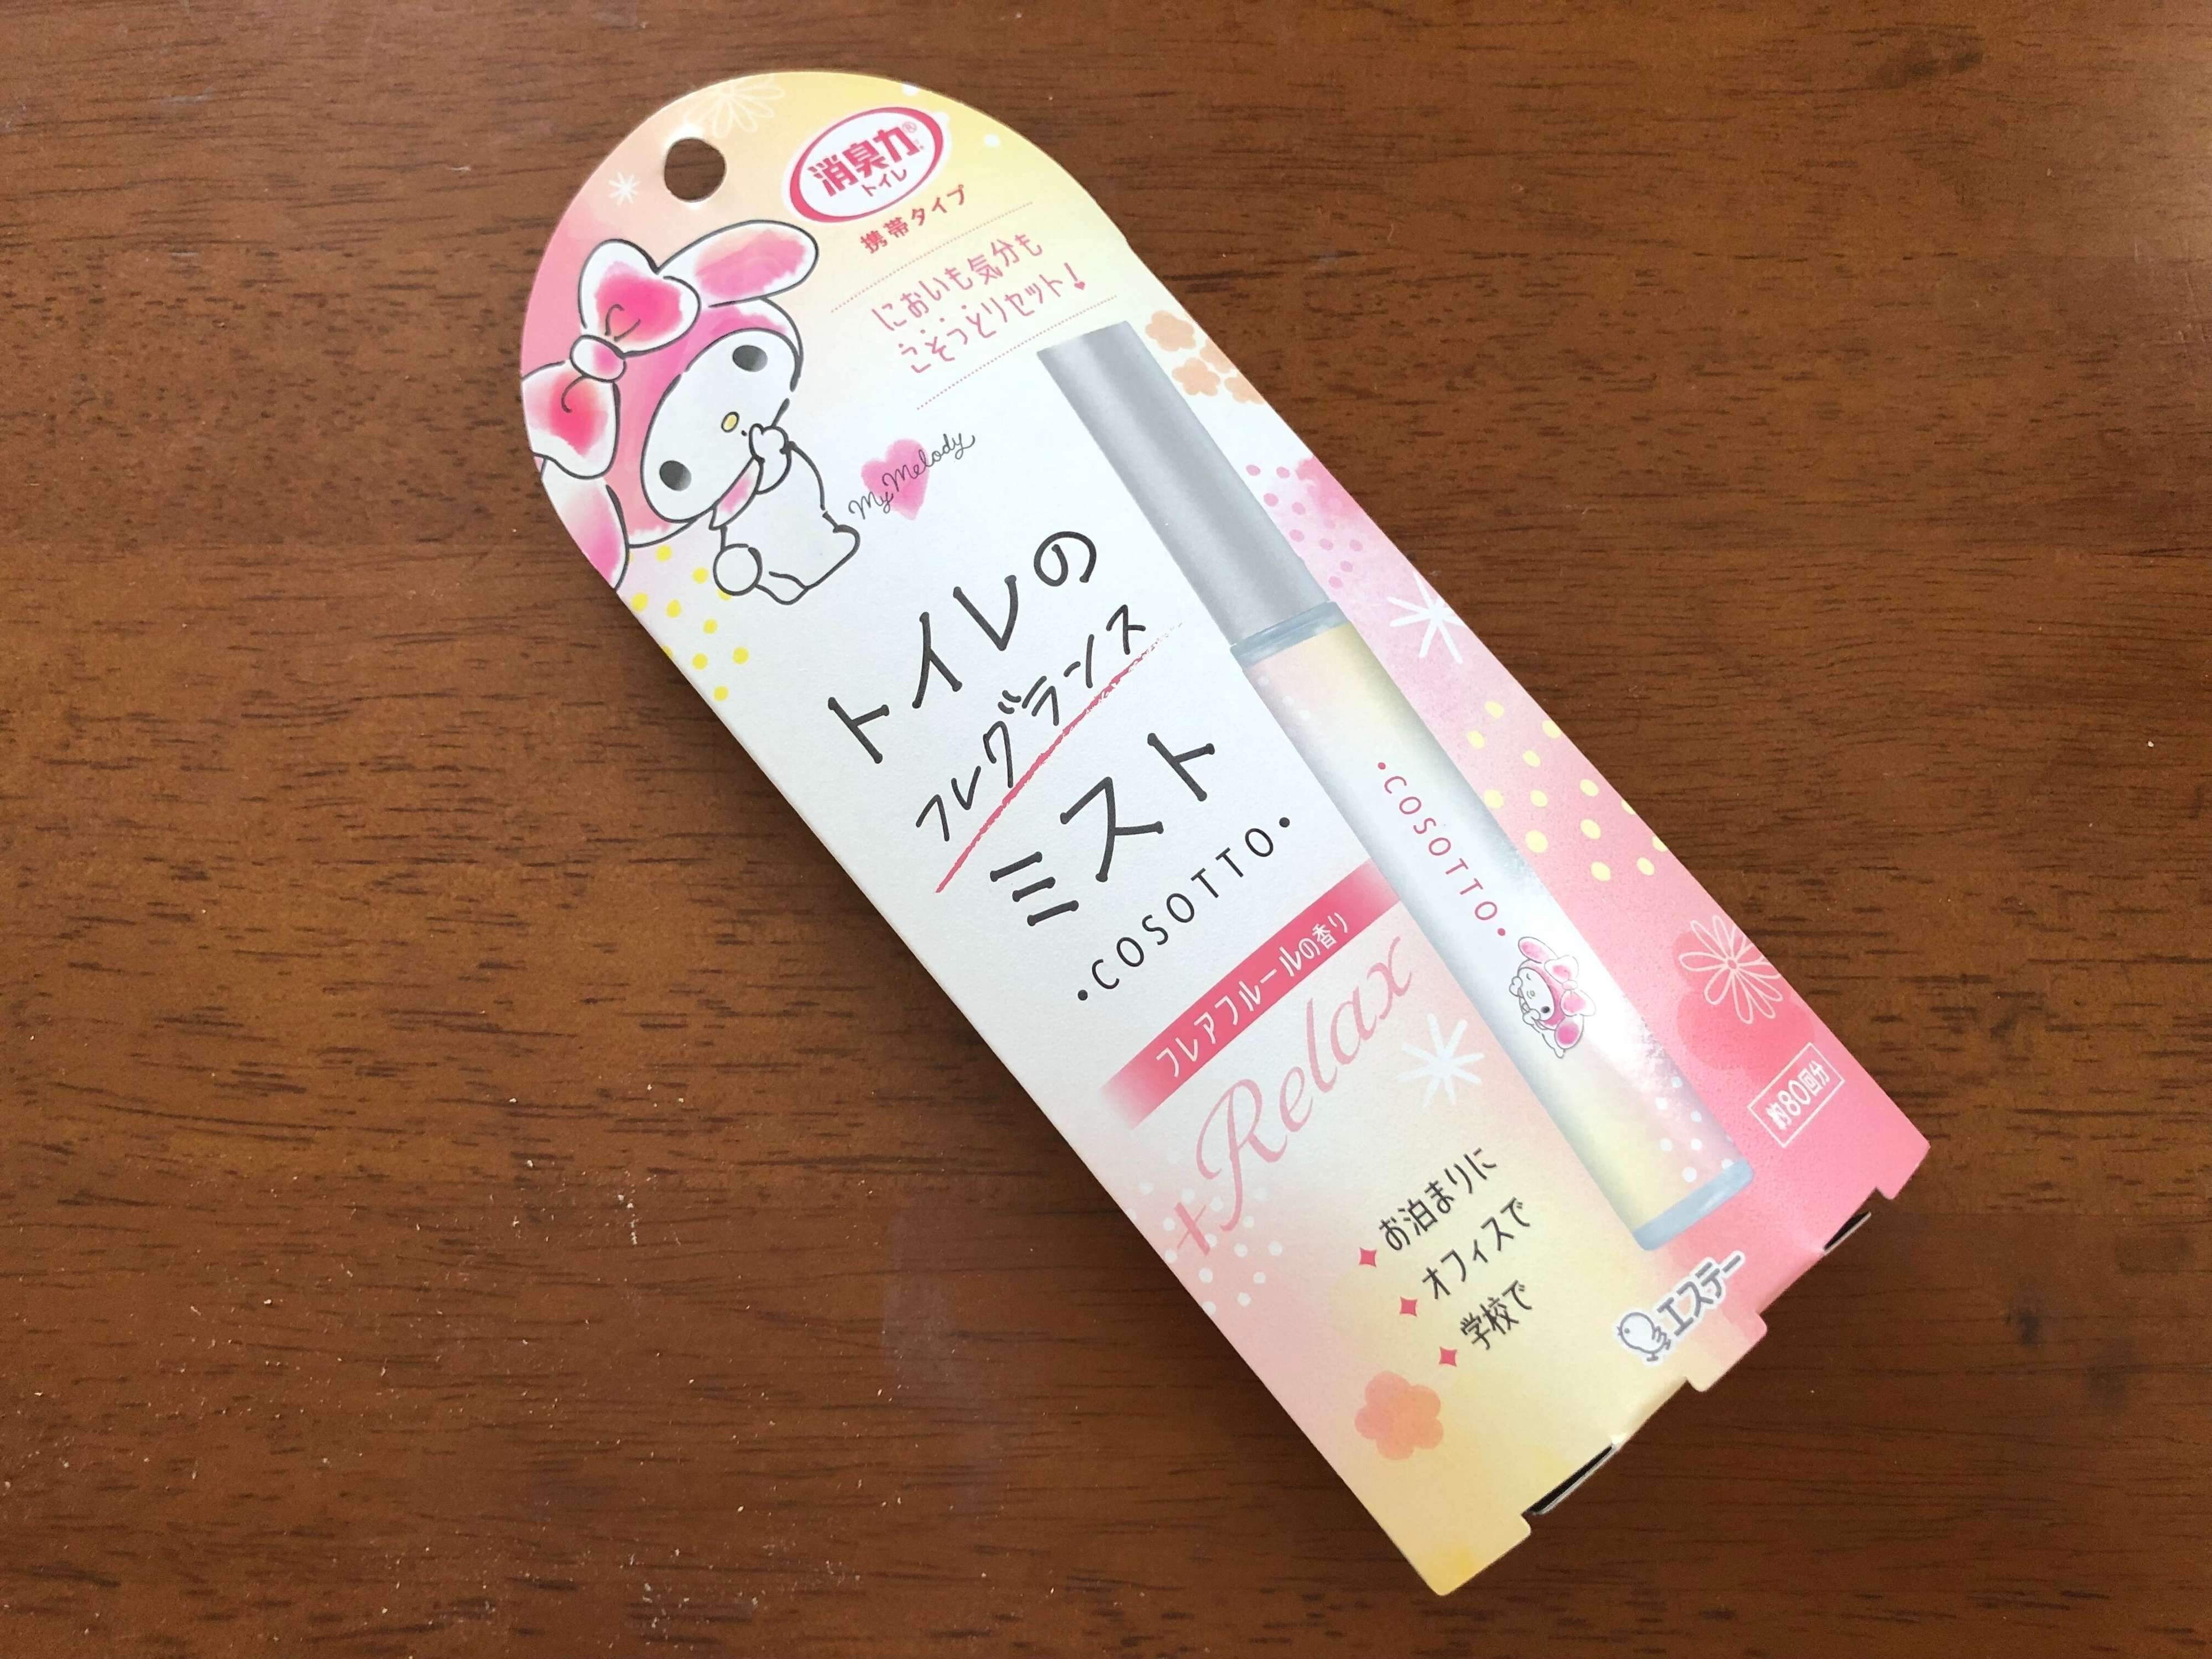 消臭力®
トイレ
携帯タイプ
においも気分も
こそっとリセット!
My Melody
トイレの
フレグランス
ミスト
・COSOTTO・
フレアフルールの香り
+Relax
お泊まりに
オフィスで
学校で
・COSOTTO・
約80回分
エステー